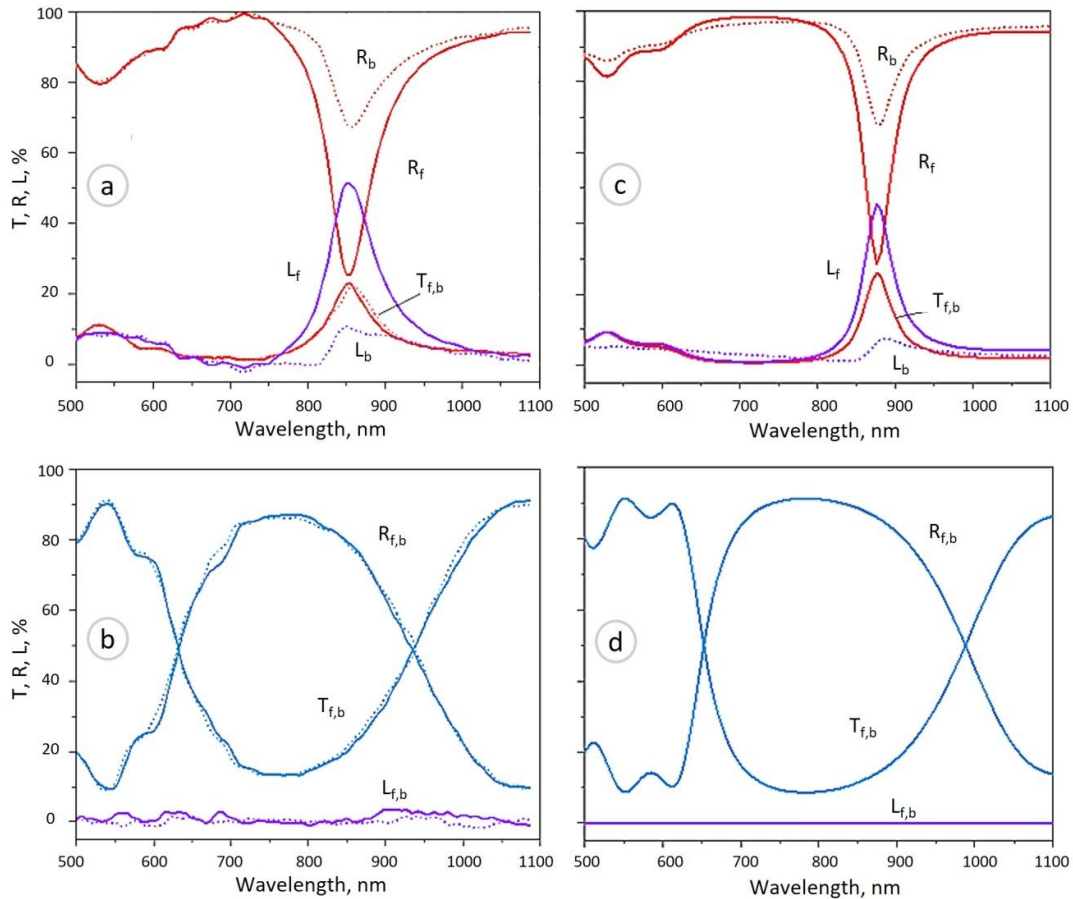 100
80
60
40
20
0
T, R, L, %
a
R_b
R_f
L_f
T_f,b
L_b
500 600 700 800 900 1000 1100
Wavelength, nm
c
R_b
R_f
L_f
T_f,b
L_b
500 600 700 800 900 1000 1100
Wavelength, nm
100
80
60
40
20
0
T, R, L, %
b
R_f,b
T_f,b
L_f,b
500 600 700 800 900 1000 1100
Wavelength, nm
d
R_f,b
T_f,b
L_f,b
500 600 700 800 900 1000 1100
Wavelength, nm